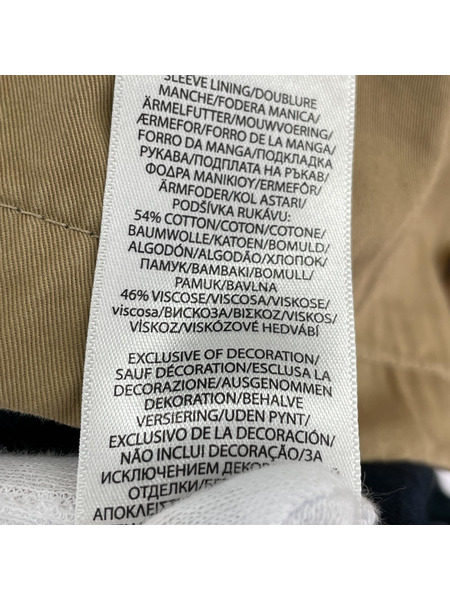 SLEEVE LINING/DOUBLURE
MANCHE/FODERA MANICA/
ÄRMELFUTTER/MOUWVOERING/
ÆRMEFOR/FORRO DE LA MANGA/
FORRO DA MANGA/ПОДКЛАДКА
РУКАВА/ПОДПЛАТА НА РЪКАВ/
ΦΟΔΡΑ ΜΑΝΙΚΙΟΥ/ERMEFÔR/
ÄRMFODER/KOL ASTARI/
PODŠÍVKA RUKÁVU:
54% COTTON/COTON/COTONE/
BAUMWOLLE/KATOEN/BOMULD/
ALGODÓN/ALGODÃO/ХЛОПОК/
ПАМУК/ΒΑΜΒΑΚΙ/BOMULL/
PAMUK/BAVLNA
46% VISCOSE/VISCOSA/VISKOSE/
viscosa/ВИСКОЗА/ΒΙΣΚΟΖ/VISKOS/
VİSKOZ/VISKÓZOVÉ HEDVÁBÍ
EXCLUSIVE OF DECORATION/
SAUF DÉCORATION/ESCLUSA LA
DECORAZIONE/AUSGENOMMEN
DEKORATION/BEHALVE
VERSIERING/UDEN PYNT/
EXCLUSIVO DE LA DECORACIÓN/
NÃO INCLUI DECORAÇÃO/ЗА
ИСКЛЮЧЕНИЕМ
ОТДЕЛКИ/БЕЗ